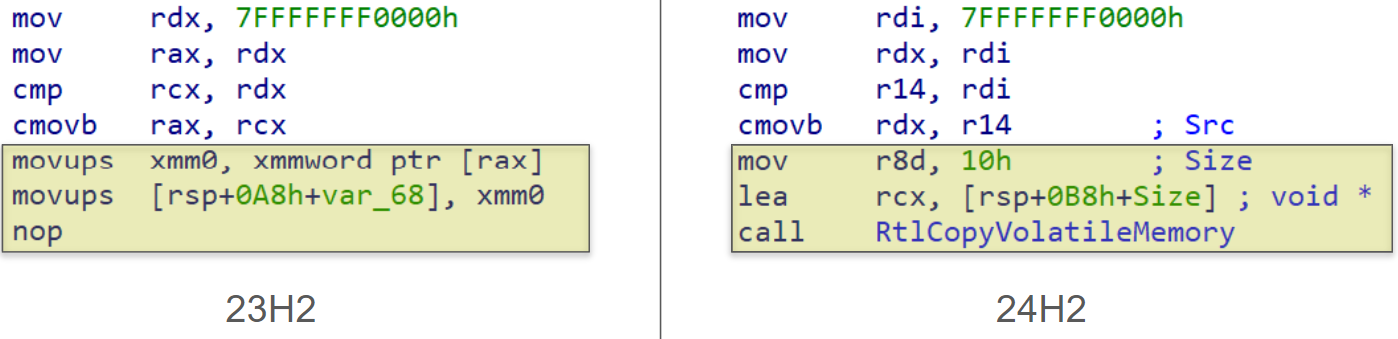 mov rdx, 7FFFFFFF0000h
mov rax, rdx
cmp rcx, rdx
cmovb rax, rcx
movups xmm0, xmmword ptr [rax]
movups [rsp+0A8h+var_68], xmm0
nop
23H2
mov rdi, 7FFFFFFF0000h
mov rdx, rdi
cmp r14, rdi
cmovb rdx, r14 ; Src
mov r8d, 10h ; Size
lea rcx, [rsp+0B8h+Size] ; void *
call RtlCopyVolatileMemory
24H2